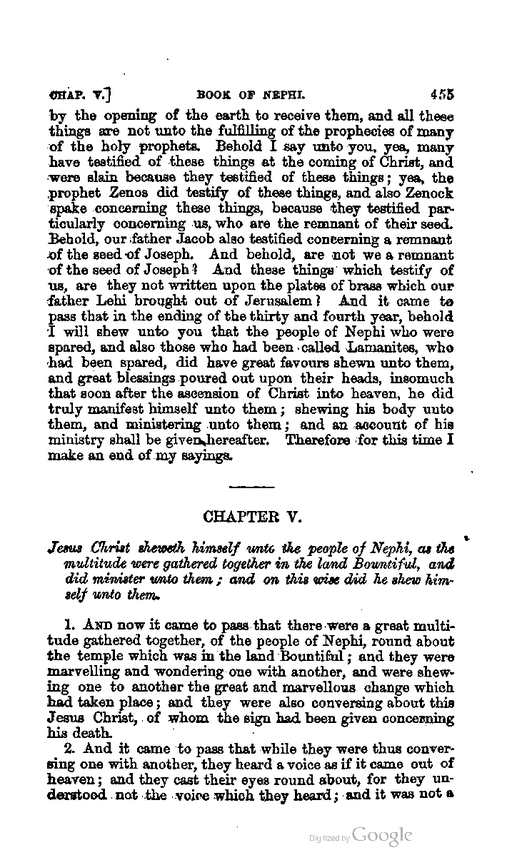 CHAP. V.] BOOK OF NEPHI. 455
by the opening of the earth to receive them, and all these
things are not unto the fulfilling of the prophecies of many
of the holy prophets. Behold I say unto you, yea, many
have testified of these things at the coming of Christ, and
were slain because they testified of these things; yea, the
prophet Zenos did testify of these things, and also Zenock
spake concerning these things, because they testified par-
ticularly concerning us, who are the remnant of their seed.
Behold, our father Jacob also testified concerning a remnant
of the seed of Joseph. And behold, are not we a remnant
of the seed of Joseph? And these things which testify of
us, are they not written upon the plates of brass which our
father Lehi brought out of Jerusalem? And it came to
pass that in the ending of the thirty and fourth year, behold
I will shew unto you that the people of Nephi who were
spared, and also those who had been called Lamanites, who
had been spared, did have great favours shewn unto them,
and great blessings poured out upon their heads, insomuch
that soon after the ascension of Christ into heaven, he did
truly manifest himself unto them; shewing his body unto
them, and ministering unto them; and an account of his
ministry shall be given hereafter. Therefore for this time I
make an end of my sayings.
CHAPTER V.
Jesus Christ sheweth himself unto the people of Nephi, as the
multitude were gathered together in the land Bountiful, and
did minister unto them; and on this wise did he shew him-
self unto them.
1. AND now it came to pass that there were a great multi-
tude gathered together, of the people of Nephi, round about
the temple which was in the land Bountiful; and they were
marvelling and wondering one with another, and were shew-
ing one to another the great and marvellous change which
had taken place; and they were also conversing about this
Jesus Christ, of whom the sign had been given concerning
his death.
2. And it came to pass that while they were thus conver-
sing one with another, they heard a voice as if it came out of
heaven; and they cast their eyes round about, for they un-
derstood not the voice which they heard; and it was not a
Digitized by Google